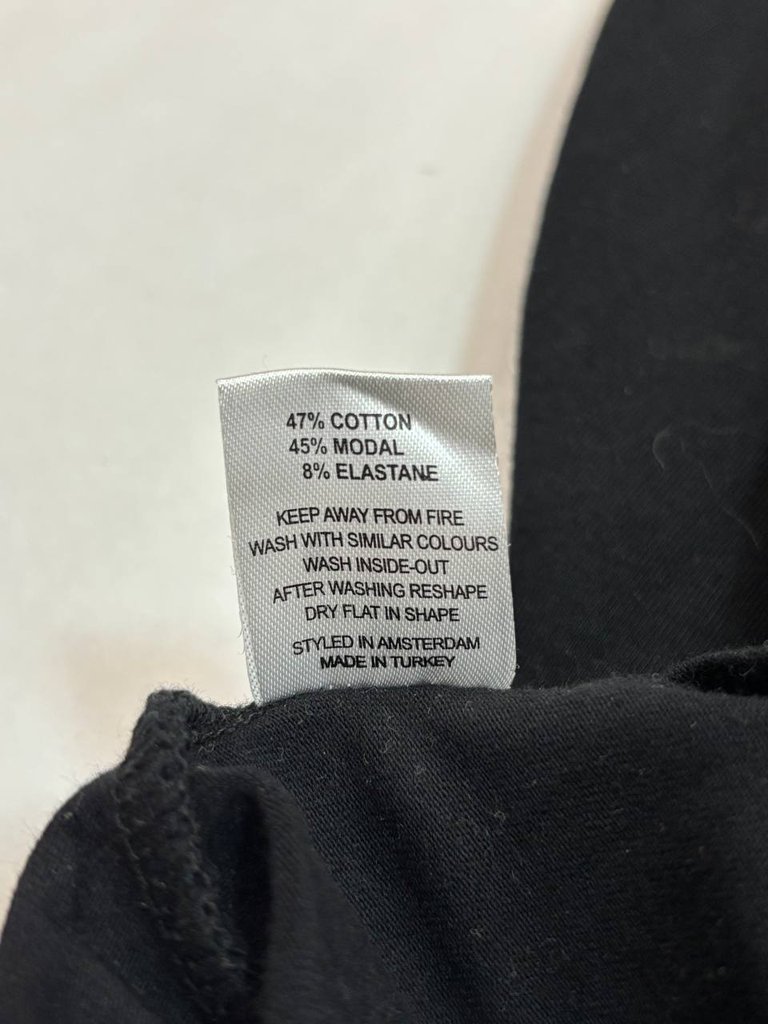 47% COTTON
45% MODAL
8% ELASTANE
KEEP AWAY FROM FIRE
WASH WITH SIMILAR COLOURS
WASH INSIDE-OUT
AFTER WASHING RESHAPE
DRY FLAT IN SHAPE
STYLED IN AMSTERDAM
MADE IN TURKEY